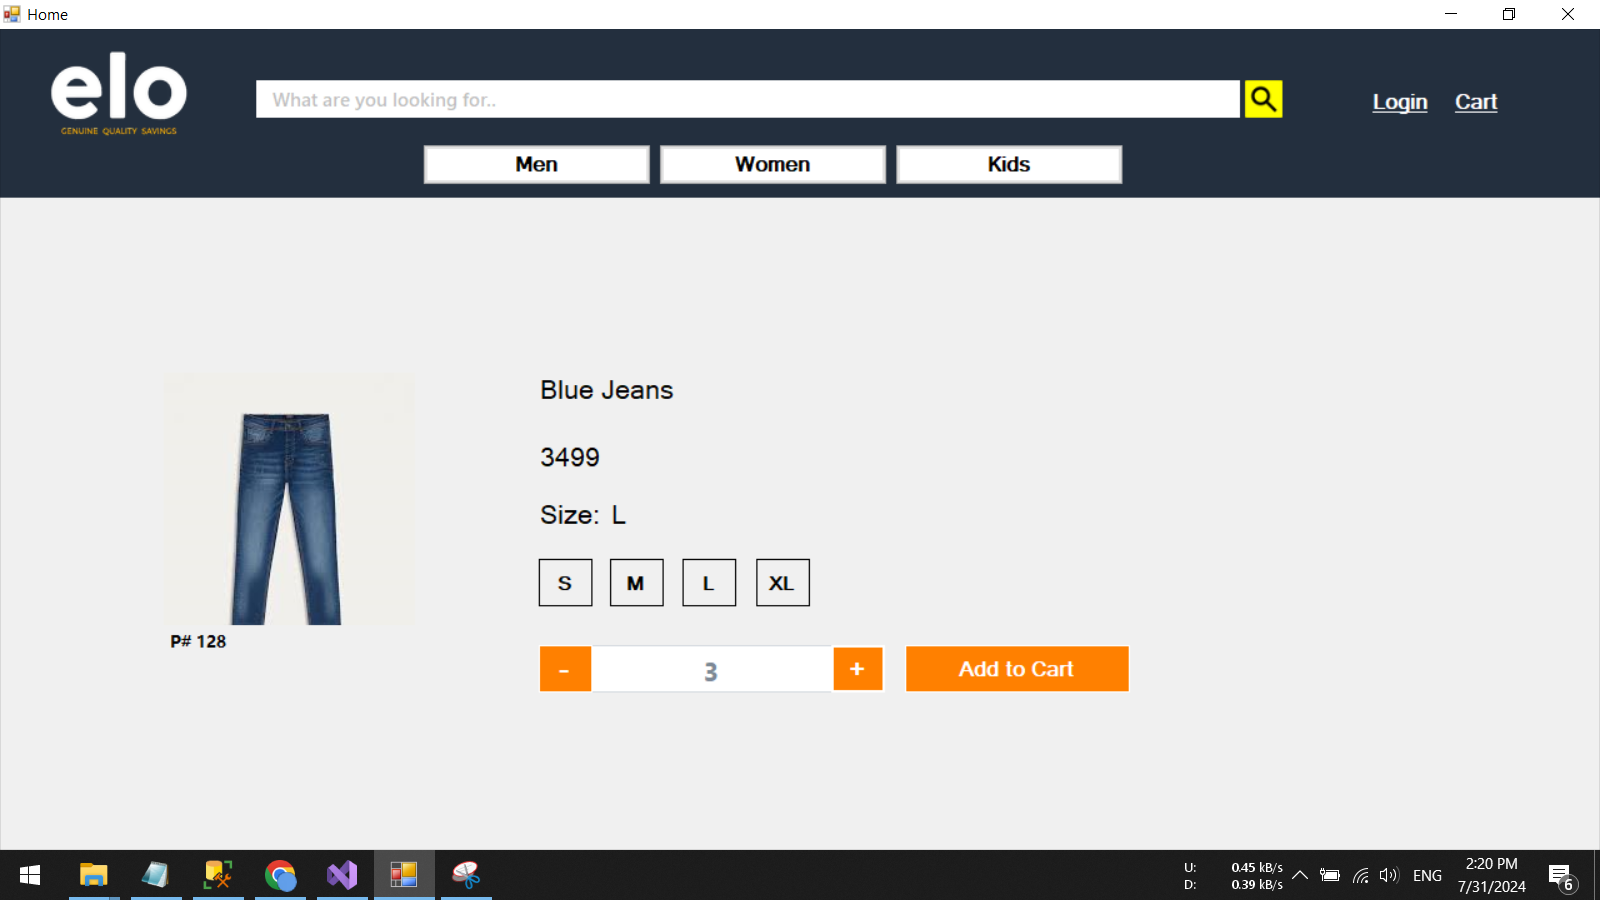 Home
elo
GENUINE QUALITY SAVINGS
What are you looking for..
Login Cart
Men Women Kids
Blue Jeans
3499
Size: L
S M L XL
P# 128
- 3 + Add to Cart
U: 0.45 kB/s
D: 0.39 kB/s
ENG
2:20 PM
7/31/2024
6